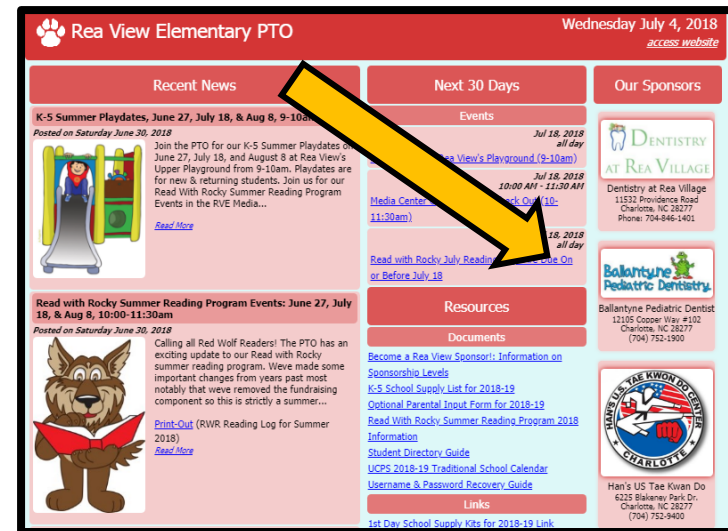 Rea View Elementary PTO
Wednesday July 4, 2018
access website
Recent News
K-5 Summer Playdates, June 27, July 18, & Aug 8, 9-10am
Posted on Saturday June 30, 2018
Join the PTO for our K-5 Summer Playdates on
June 27, July 18, and August 8 at Rea View's
Upper Playground from 9-10am. Playdates are
for new & returning students. Join us for our
Read With Rocky Summer Reading Program
Events in the RVE Media...
Read More
Read with Rocky Summer Reading Program Events: June 27, July
18, & Aug 8, 10:00-11:30am
Posted on Saturday June 30, 2018
Calling all Red Wolf Readers! The PTO has an
exciting update to our Read with Rocky
summer reading program. Weve made some
important changes from years past most
notably that weve removed the fundraising
component so this is strictly a summer...
Print-Out (RWR Reading Log for Summer
2018)
Read More
Next 30 Days
Events
Jul 18, 2018
all day
Rea View's Playground (9-10am)
Jul 18, 2018
10:00 AM - 11:30 AM
Media Center Out (10-
11:30am)
18, 2018
all day
Read with Rocky July Reading Due On
or Before July 18
Resources
Documents
Become a Rea View Sponsor!: Information on
Sponsorship Levels
K-5 School Supply List for 2018-19
Optional Parental Input Form for 2018-19
Read With Rocky Summer Reading Program 2018
Information
Student Directory Guide
UCPS 2018-19 Traditional School Calendar
Username & Password Recovery Guide
Links
1st Day School Supply Kits for 2018-19 Link
Our Sponsors
DENTISTRY
AT REA VILLAGE
Dentistry at Rea Village
11532 Providence Road
Charlotte, NC 28277
Phone: 704-846-1401
Ballantyne
Pediatric Dentistry
Ballantyne Pediatric Dentist
12105 Copper Way #102
Charlotte, NC 28277
(704) 752-1900
HAN'S U.S. TAE KWON DO CENTER
CHARLOTTE
Han's US Tae Kwan Do
6225 Blakeney Park Dr.
Charlotte, NC 28277
(704) 752-9400